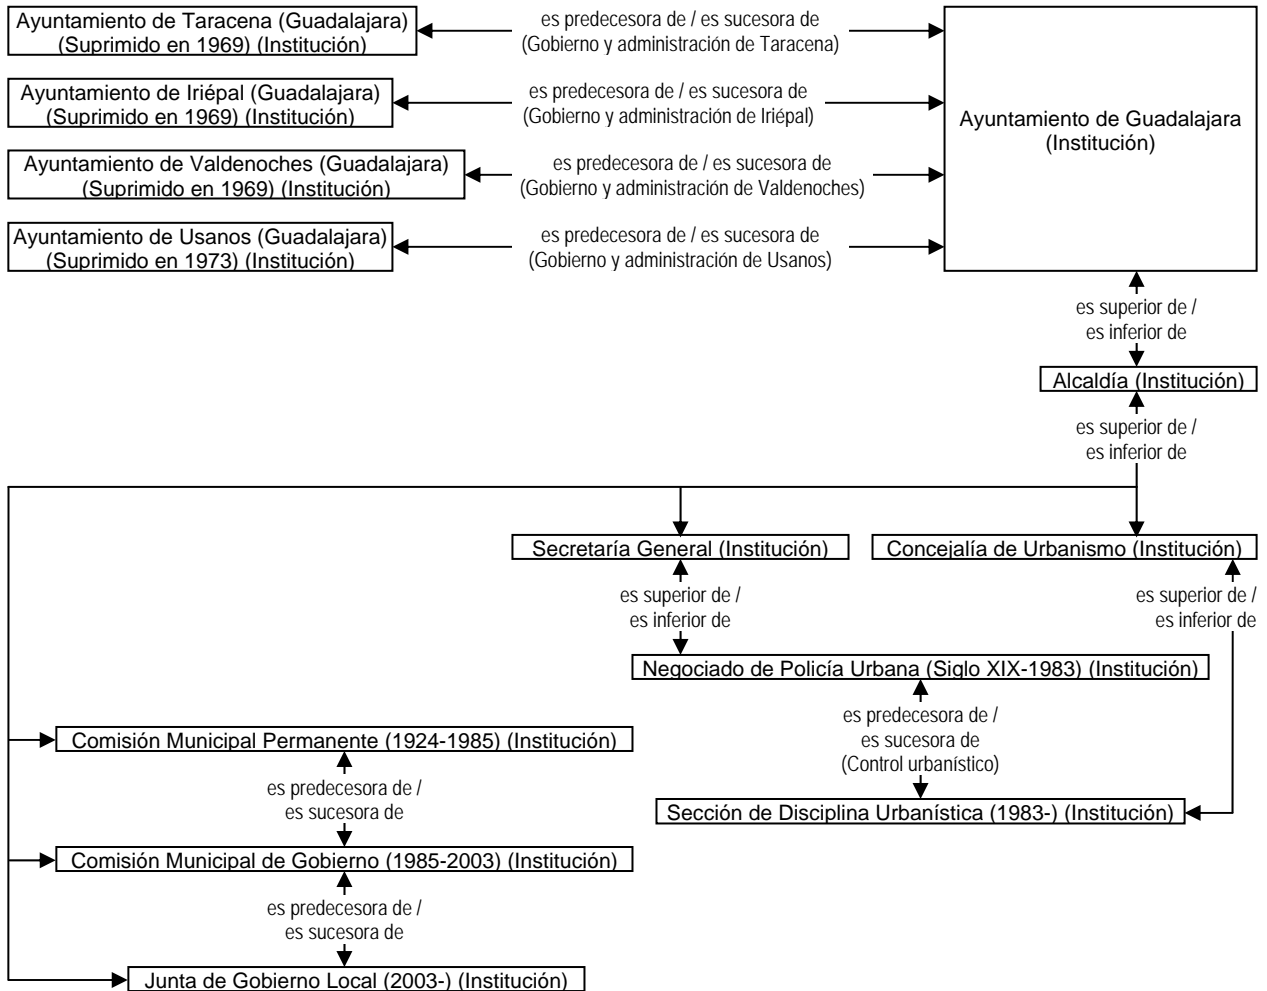 Ayuntamiento de Taracena (Guadalajara)
(Suprimido en 1969) (Institución)
es predecesora de / es sucesora de
(Gobierno y administración de Taracena)
Ayuntamiento de Iriépal (Guadalajara)
(Suprimido en 1969) (Institución)
es predecesora de / es sucesora de
(Gobierno y administración de Iriépal)
Ayuntamiento de Guadalajara
(Institución)
Ayuntamiento de Valdenoches (Guadalajara)
(Suprimido en 1969) (Institución)
es predecesora de / es sucesora de
(Gobierno y administración de Valdenoches)
Ayuntamiento de Usanos (Guadalajara)
(Suprimido en 1973) (Institución)
es predecesora de / es sucesora de
(Gobierno y administración de Usanos)
es superior de /
es inferior de
Alcaldía (Institución)
es superior de /
es inferior de
Secretaría General (Institución)
Concejalía de Urbanismo (Institución)
es superior de /
es inferior de
es superior de /
es inferior de
Negociado de Policía Urbana (Siglo XIX-1983) (Institución)
es predecesora de /
es sucesora de
(Control urbanístico)
Comisión Municipal Permanente (1924-1985) (Institución)
es predecesora de /
es sucesora de
Sección de Disciplina Urbanística (1983-) (Institución)
Comisión Municipal de Gobierno (1985-2003) (Institución)
es predecesora de /
es sucesora de
Junta de Gobierno Local (2003-) (Institución)